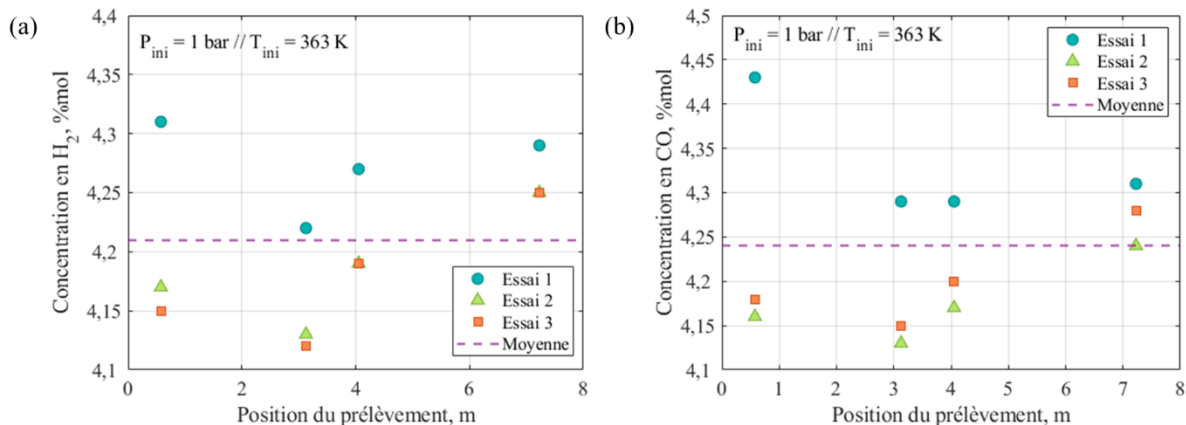 (a)
Concentration en H2, %mol
4,4
4,35
4,3
4,25
4,2
4,15
4,1
Pini = 1 bar // Tini = 363 K
Essai 1
Essai 2
Essai 3
Moyenne
0 2 4 6 8
Position du prélèvement, m
(b)
Concentration en CO, %mol
4,5
4,45
4,4
4,35
4,3
4,25
4,2
4,15
4,1
Pini = 1 bar // Tini = 363 K
Essai 1
Essai 2
Essai 3
Moyenne
0 1 2 3 4 5 6 7 8
Position du prélèvement, m